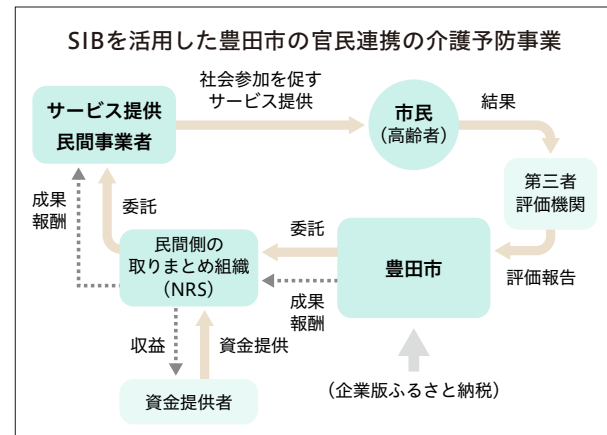 SIBを活用した豊田市の官民連携の介護予防事業
社会参加を促す
サービス提供
サービス提供
民間事業者
市民
（高齢者）
結果
第三者
評価機関
成果
報酬
委託
民間側の
取りまとめ組織
（NRS）
委託
成果
報酬
豊田市
評価報告
収益
資金提供
資金提供者
（企業版ふるさと納税）